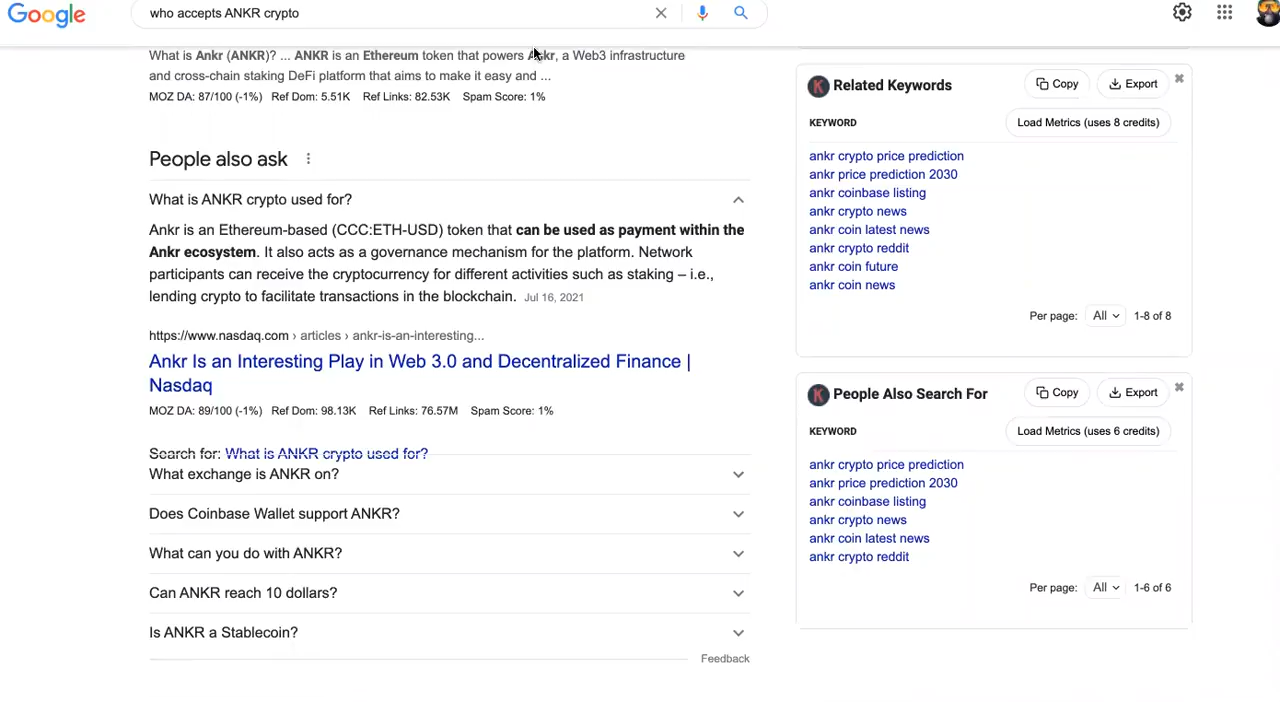 Google
who accepts ANKR crypto
What is Ankr (ANKR)? ... ANKR is an Ethereum token that powers Ankr, a Web3 infrastructure
and cross-chain staking DeFi platform that aims to make it easy and ...
MOZ DA: 87/100 (-1%) Ref Dom: 5.51K Ref Links: 82.53K Spam Score: 1%
People also ask
What is ANKR crypto used for?
Ankr is an Ethereum-based (CCC:ETH-USD) token that can be used as payment within the
Ankr ecosystem. It also acts as a governance mechanism for the platform. Network
participants can receive the cryptocurrency for different activities such as staking – i.e.,
lending crypto to facilitate transactions in the blockchain. Jul 16, 2021
https://www.nasdaq.com › articles › ankr-is-an-interesting...
Ankr Is an Interesting Play in Web 3.0 and Decentralized Finance |
Nasdaq
MOZ DA: 89/100 (-1%) Ref Dom: 98.13K Ref Links: 76.57M Spam Score: 1%
Search for: What is ANKR crypto used for?
What exchange is ANKR on?
Does Coinbase Wallet support ANKR?
What can you do with ANKR?
Can ANKR reach 10 dollars?
Is ANKR a Stablecoin?
Feedback
K Related Keywords Copy Export
KEYWORD Load Metrics (uses 8 credits)
ankr crypto price prediction
ankr price prediction 2030
ankr coinbase listing
ankr crypto news
ankr coin latest news
ankr crypto reddit
ankr coin future
ankr coin news
Per page: All 1-8 of 8
K People Also Search For Copy Export
KEYWORD Load Metrics (uses 6 credits)
ankr crypto price prediction
ankr price prediction 2030
ankr coinbase listing
ankr crypto news
ankr coin latest news
ankr crypto reddit
Per page: All 1-6 of 6